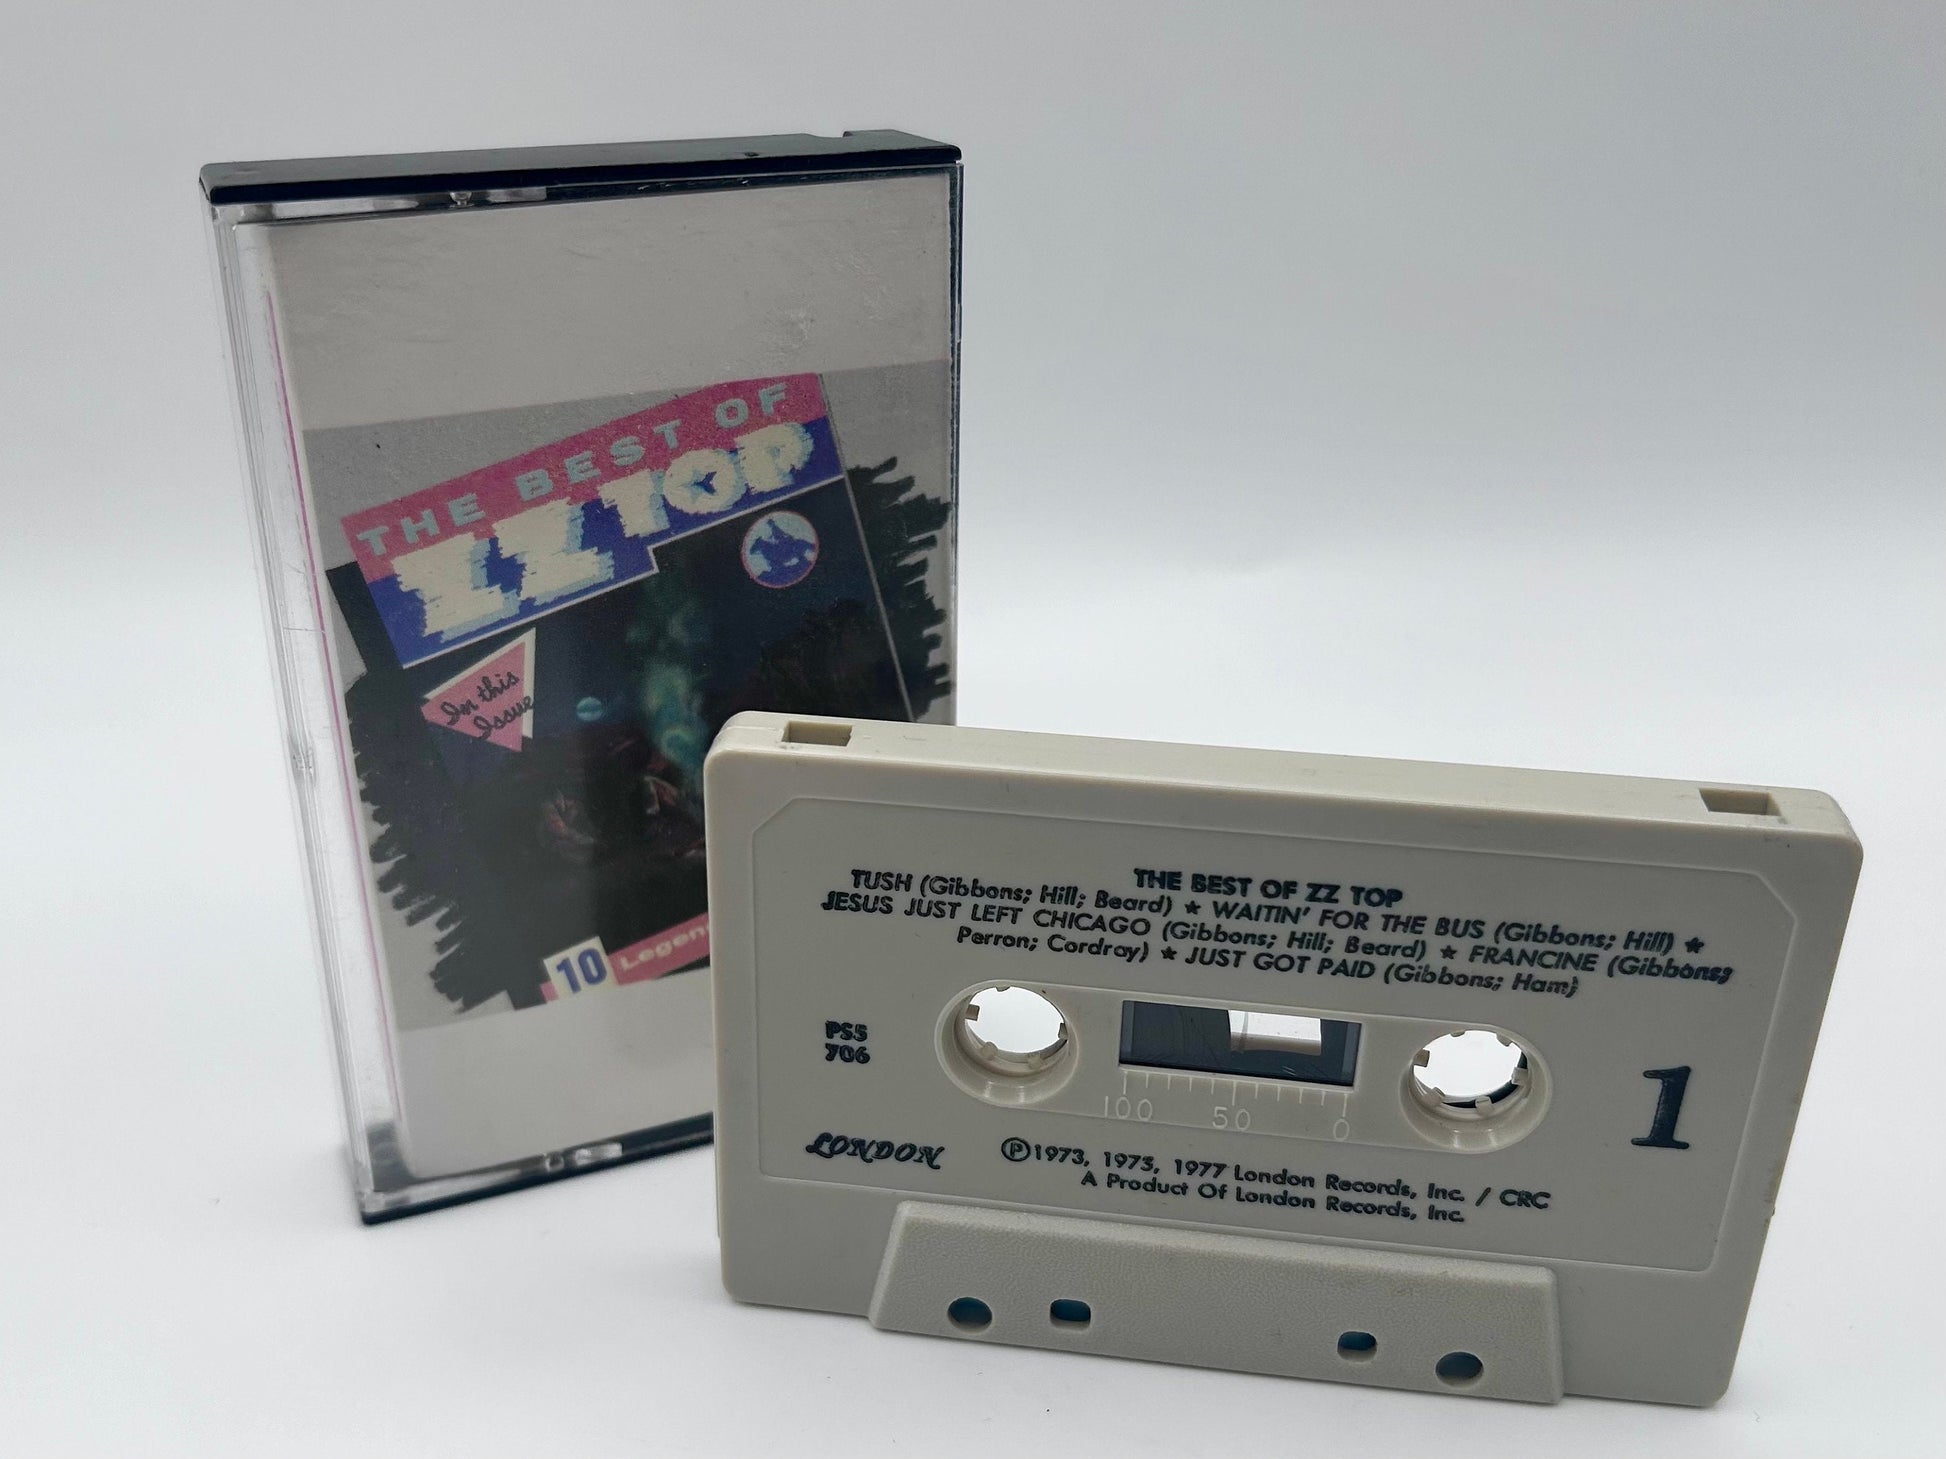 THE BEST OF
ZZ TOP
In this
Issue
10
THE BEST OF ZZ TOP
TUSH (Gibbons; Hill; Beard) ★ WAITIN' FOR THE BUS (Gibbons; Hill) ★
JESUS JUST LEFT CHICAGO (Gibbons; Hill; Beard) ★ FRANCINE (Gibbons;
Perron; Cordray) ★ JUST GOT PAID (Gibbons; Ham)
PS5
706
100 50 0
1
LONDON
Ⓟ1973, 1975, 1977 London Records, Inc. / CRC
A Product Of London Records, Inc.